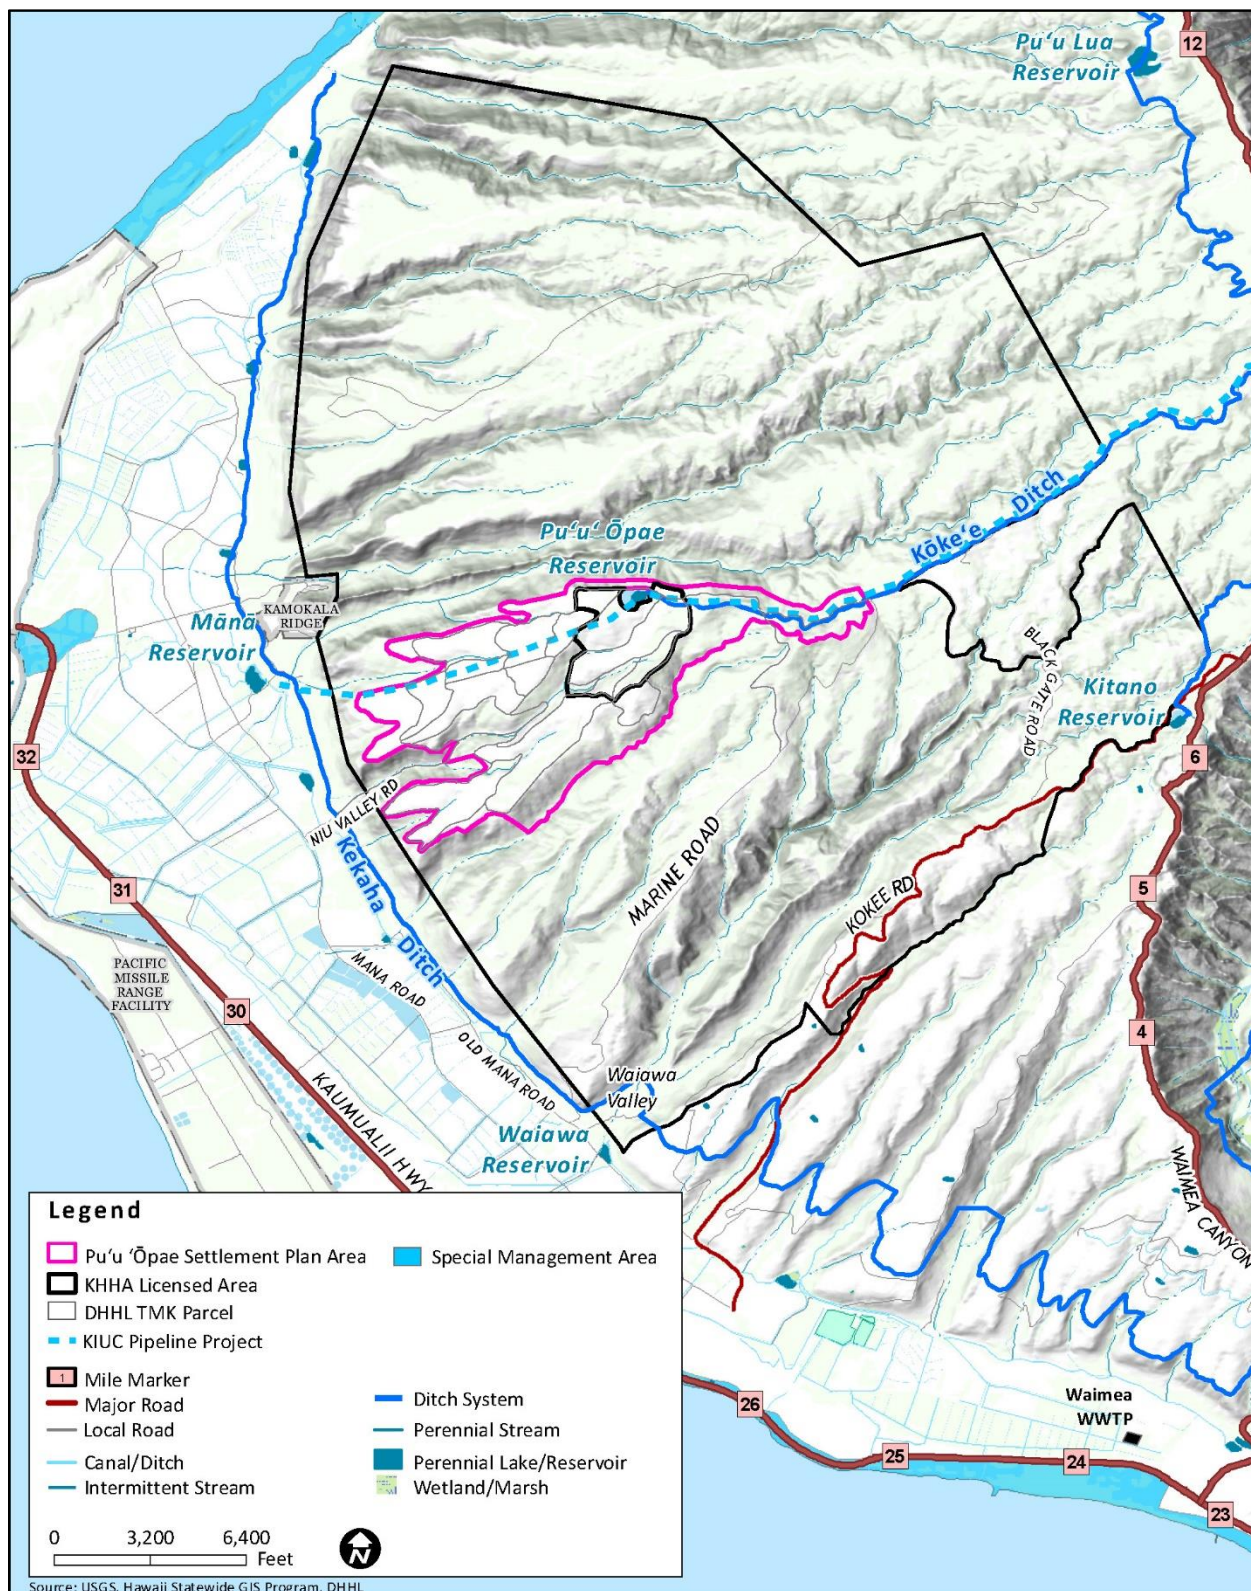 Pu‘u Lua
Reservoir
12
Pu‘u‘ Ōpae
Reservoir
Kōke‘e Ditch
KAMOKALA
RIDGE
Mānā
Reservoir
BLACK GATE ROAD
Kitano
Reservoir
32
6
NIU VALLEY RD
Kekaha Ditch
MARINE ROAD
KOKEE RD
31
5
PACIFIC
MISSILE
RANGE
FACILITY
MANA ROAD
30
4
OLD MANA ROAD
Waiawa
Valley
KAUMUALII HWY
Waiawa
Reservoir
WAIMEA CANYON
Legend
Pu‘u ‘Ōpae Settlement Plan Area
Special Management Area
KHHA Licensed Area
DHHL TMK Parcel
KIUC Pipeline Project
1 Mile Marker
Major Road
Ditch System
Local Road
Perennial Stream
Canal/Ditch
Perennial Lake/Reservoir
Intermittent Stream
Wetland/Marsh
0 3,200 6,400
Feet
N
26
Waimea
WWTP
25
24
23
Source: USGS, Hawaii Statewide GIS Program, DHHL